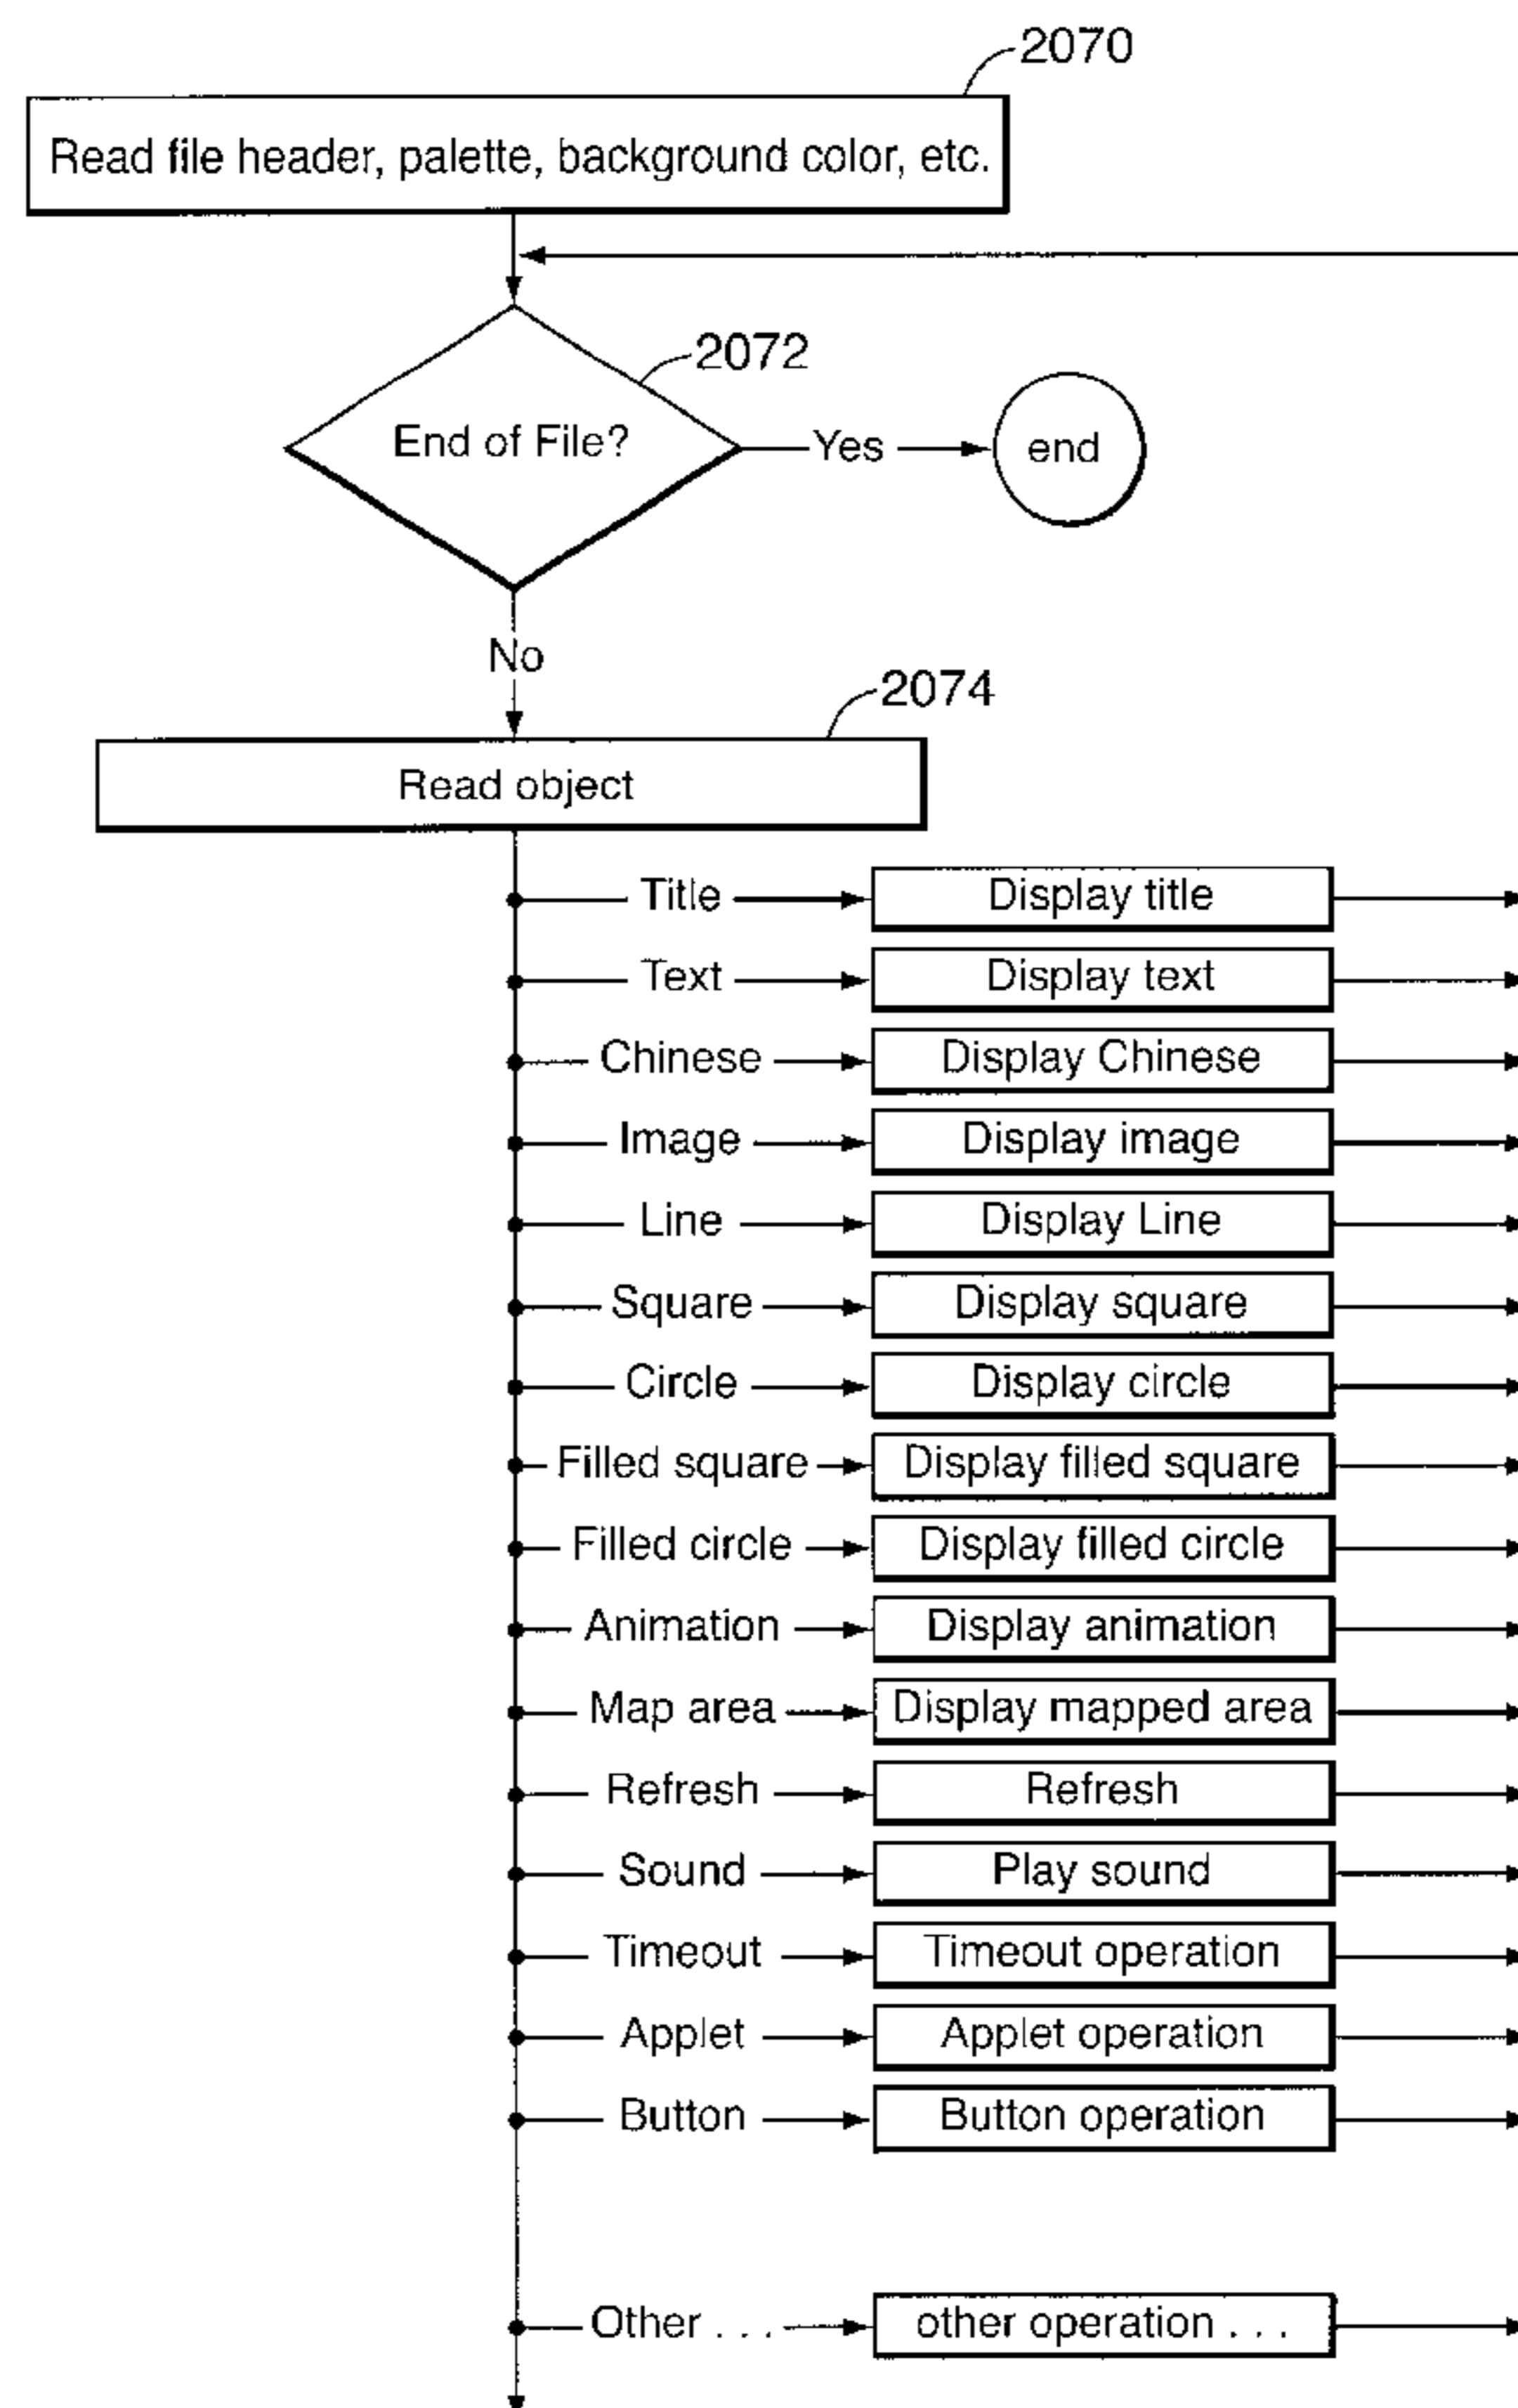 2070
Read file header, palette, background color, etc.
2072
End of File?
Yes
end
No
2074
Read object
Title Display title
Text Display text
Chinese Display Chinese
Image Display image
Line Display Line
Square Display square
Circle Display circle
Filled square Display filled square
Filled circle Display filled circle
Animation Display animation
Map area Display mapped area
Refresh Refresh
Sound Play sound
Timeout Timeout operation
Applet Applet operation
Button Button operation
Other . . . other operation . . .